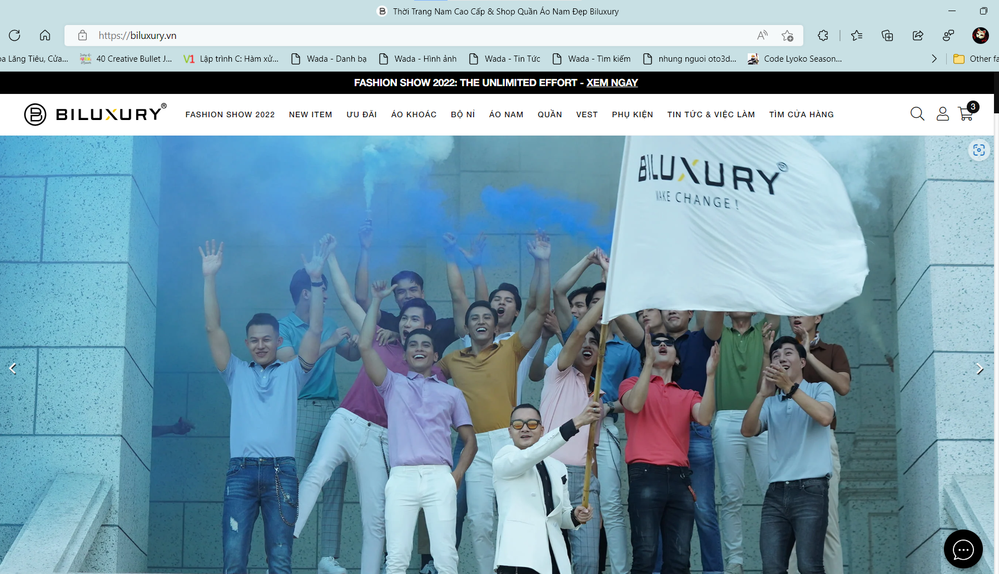 Thời Trang Nam Cao Cấp & Shop Quần Áo Nam Đẹp Biluxury
https://biluxury.vn
oa Lăng Tiêu, Cửa...
40 Creative Bullet J...
V1 Lập trình C: Hàm xử...
Wada - Danh bạ
Wada - Hình ảnh
Wada - Tin Tức
Wada - Tìm kiếm
nhung nguoi oto3d...
Code Lyoko Season...
Other fa
FASHION SHOW 2022: THE UNLIMITED EFFORT - XEM NGAY
BILUXURY®
FASHION SHOW 2022
NEW ITEM
ƯU ĐÃI
ÁO KHOÁC
BỘ NỈ
ÁO NAM
QUẦN
VEST
PHỤ KIỆN
TIN TỨC & VIỆC LÀM
TÌM CỬA HÀNG
3
BILUXURY®
MAKE CHANGE !